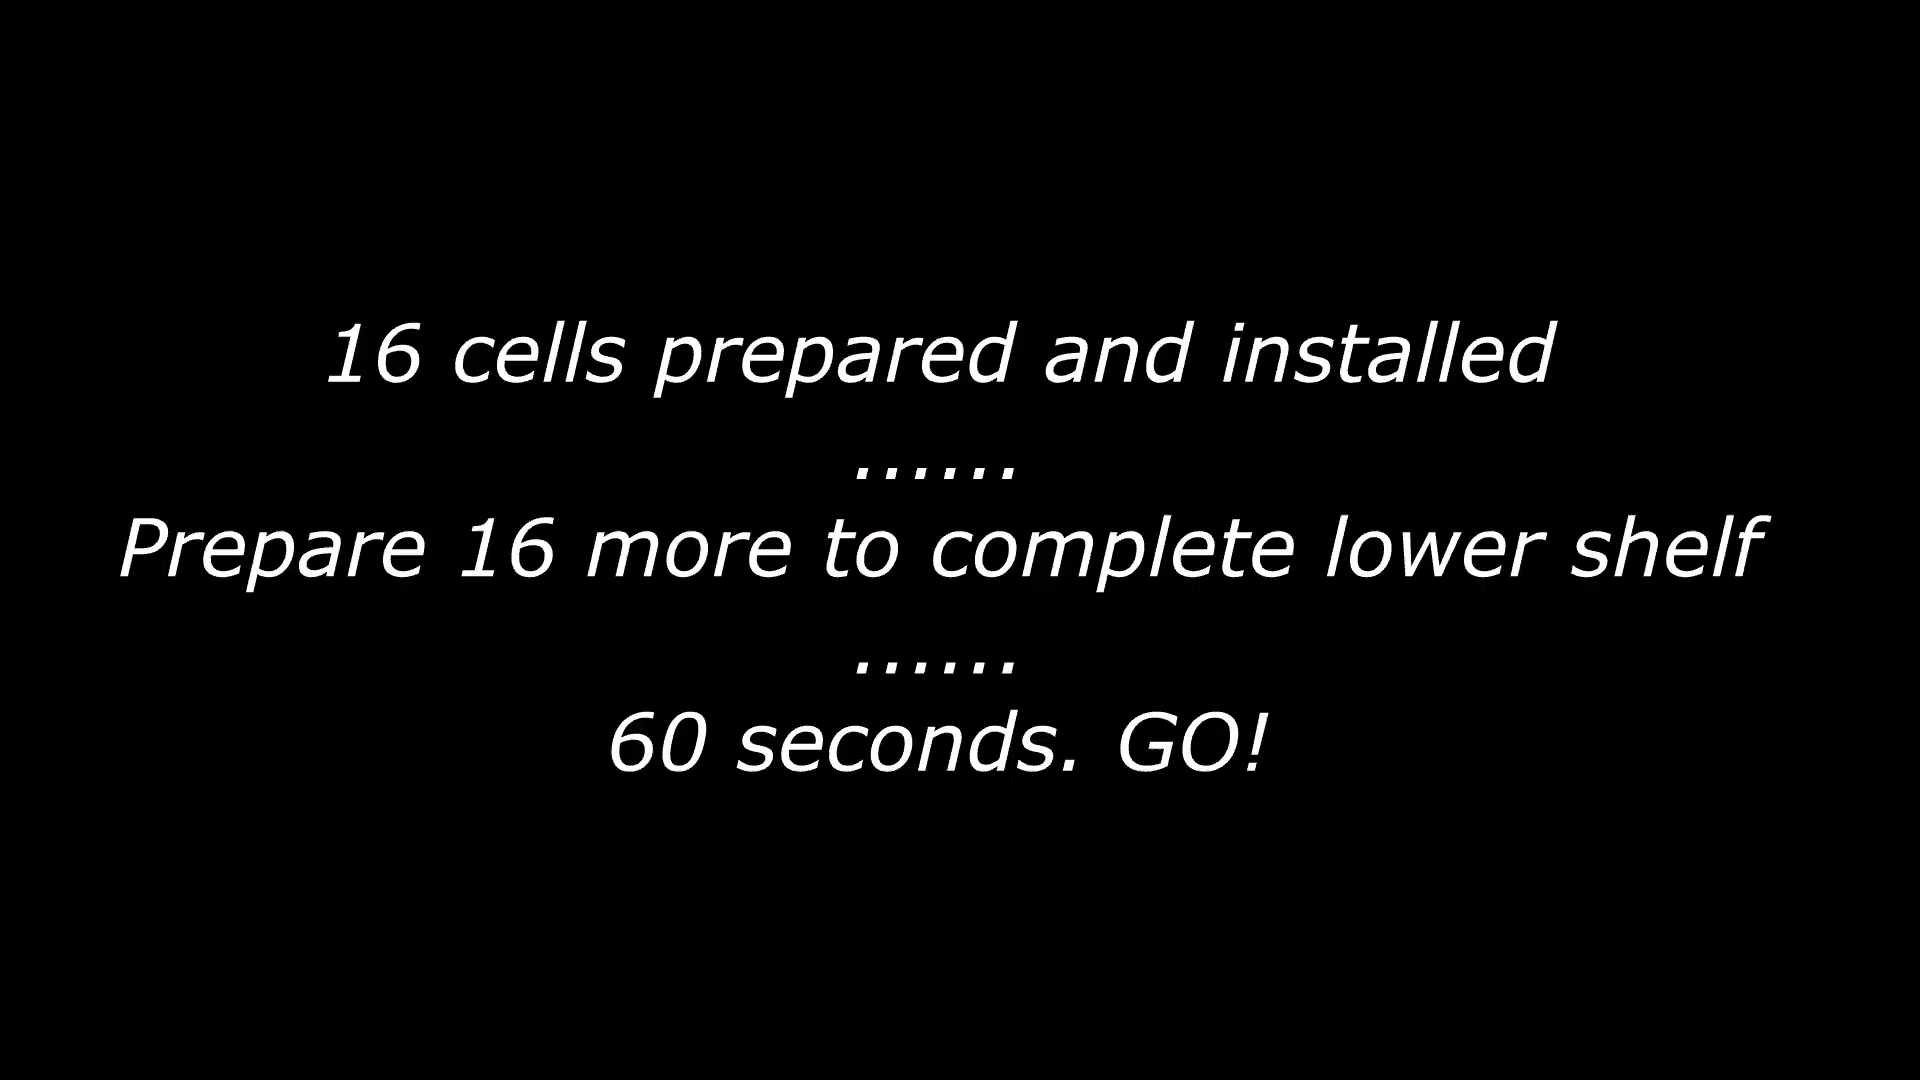 16 cells prepared and installed
......
Prepare 16 more to complete lower shelf
......
60 seconds. GO!